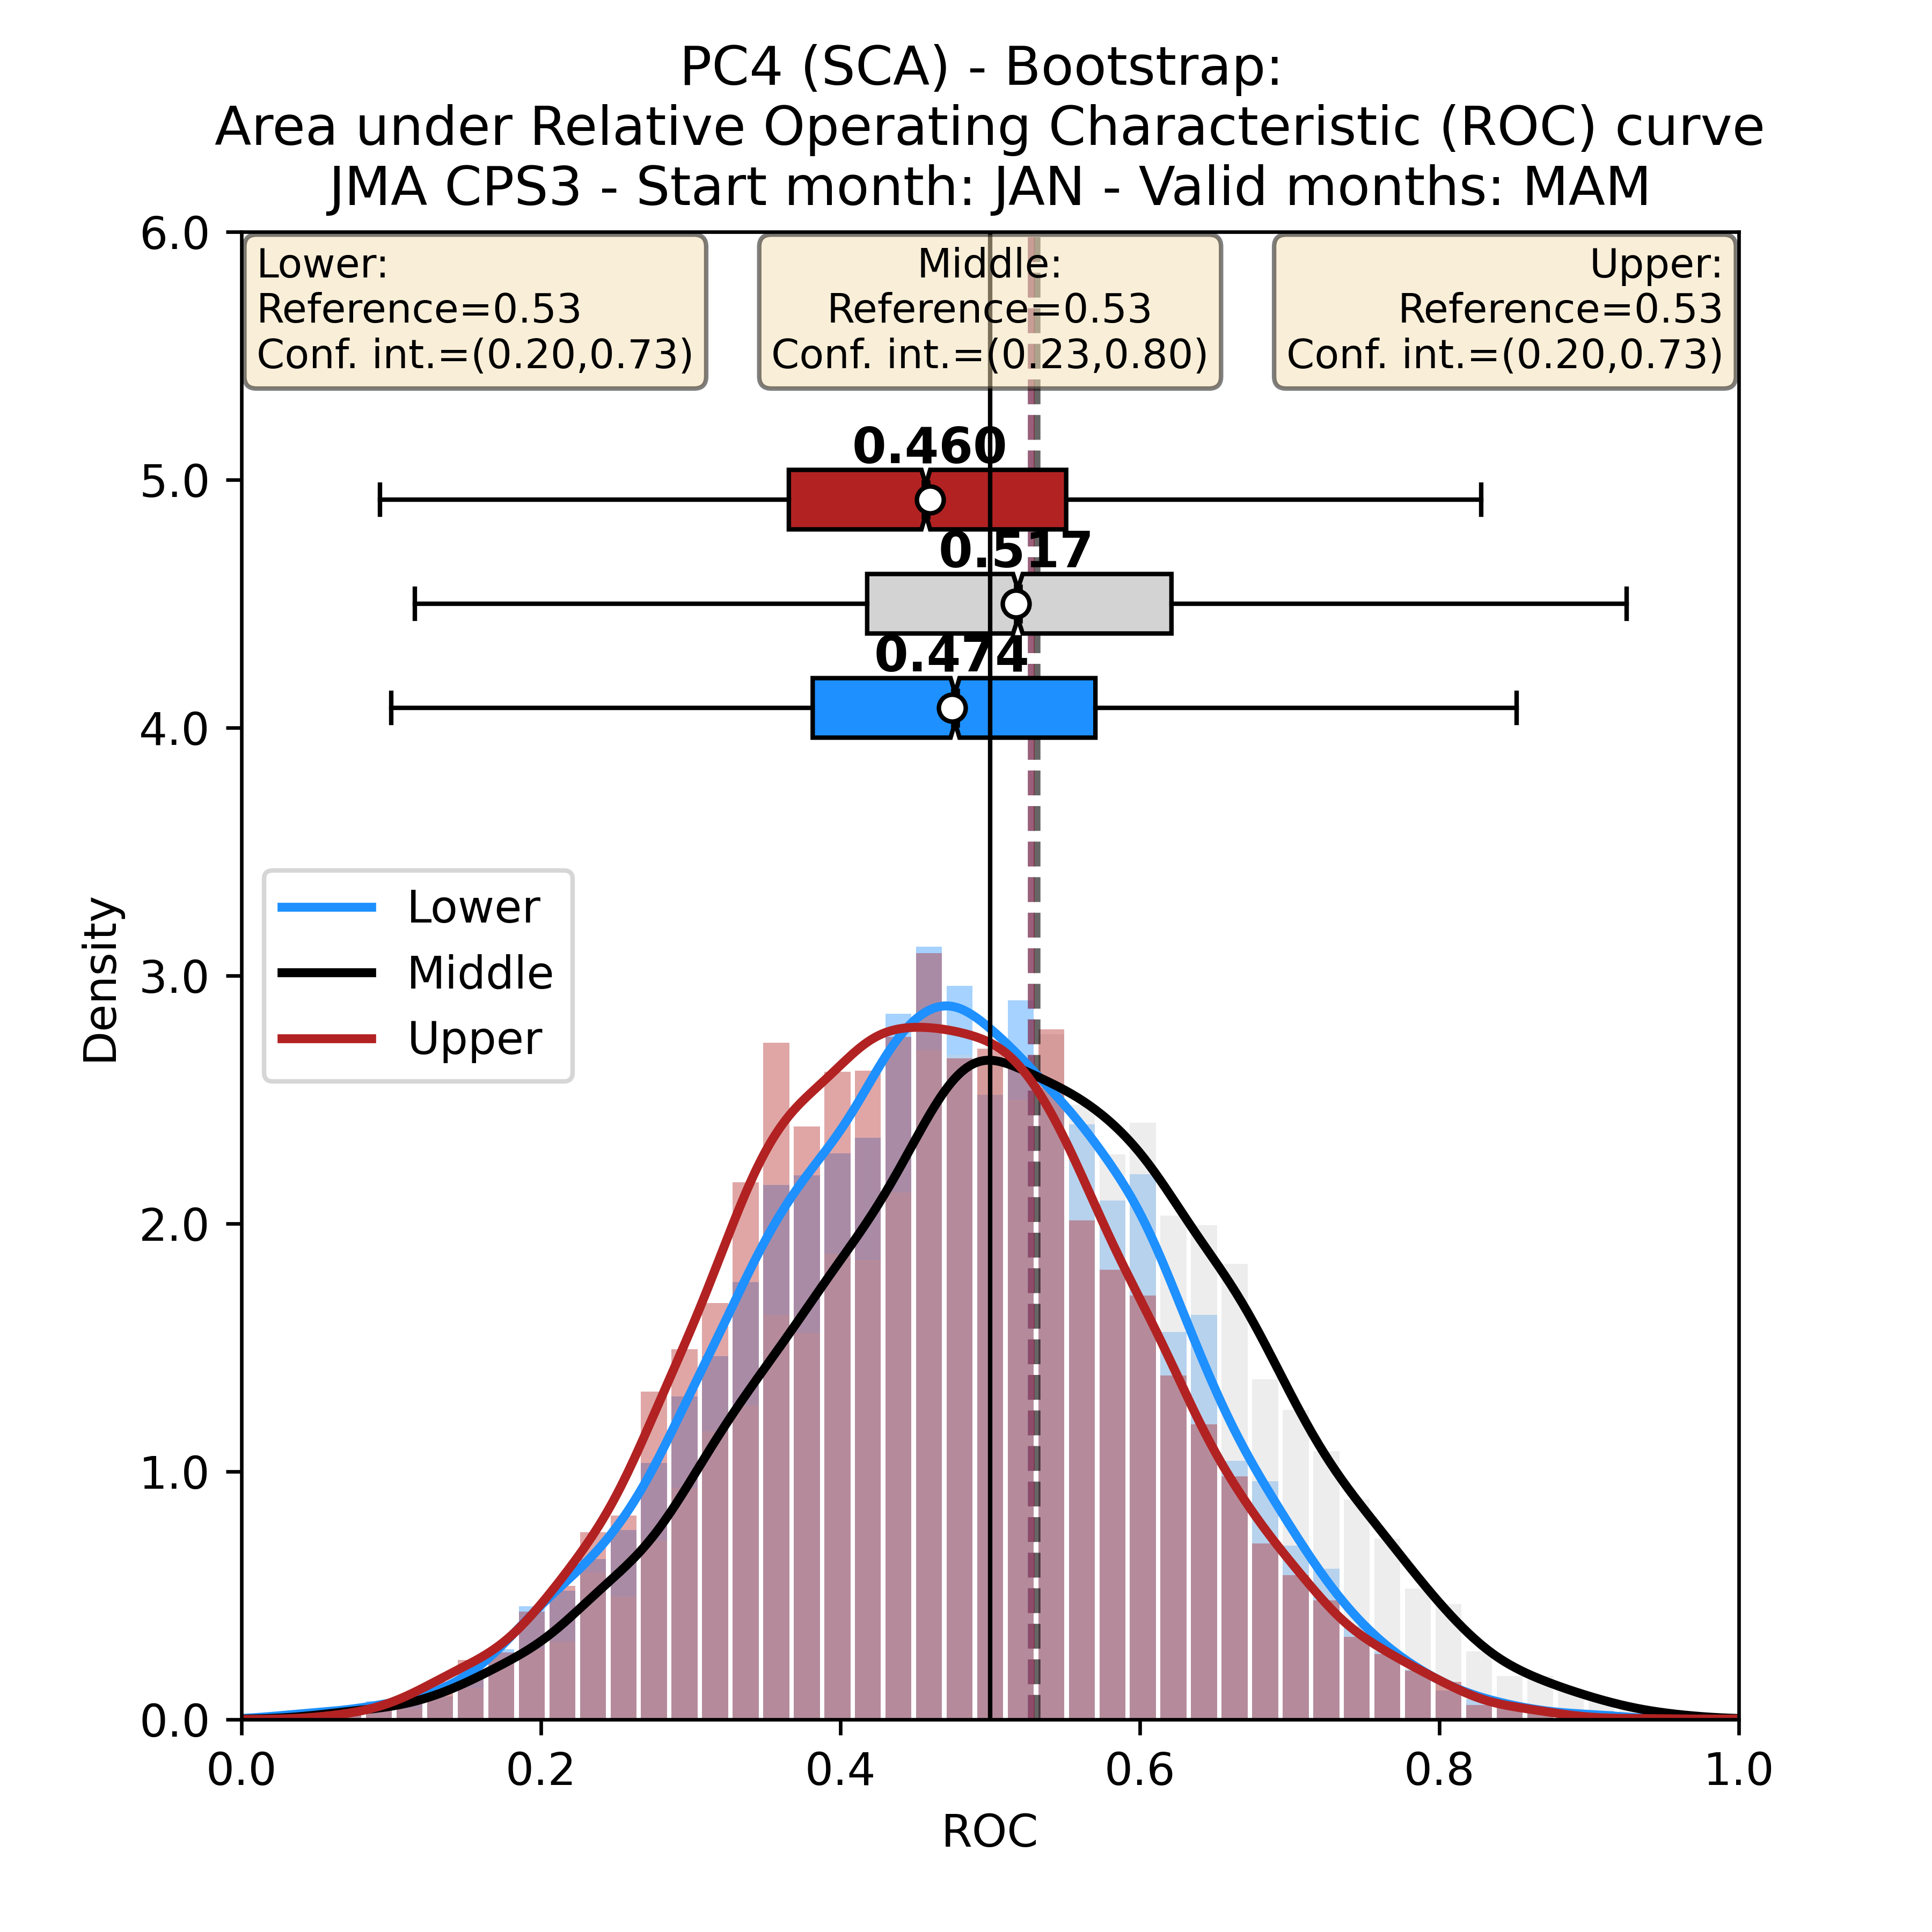 PC4 (SCA) - Bootstrap:
Area under Relative Operating Characteristic (ROC) curve
JMA CPS3 - Start month: JAN - Valid months: MAM
6.0
Lower:
Reference=0.53
Conf. int.=(0.20,0.73)
Middle:
Reference=0.53
Conf. int.=(0.23,0.80)
Upper:
Reference=0.53
Conf. int.=(0.20,0.73)
0.460
5.0
0.517
0.474
4.0
Density
Lower
Middle
Upper
3.0
2.0
1.0
0.0
0.0 0.2 0.4 0.6 0.8 1.0
ROC